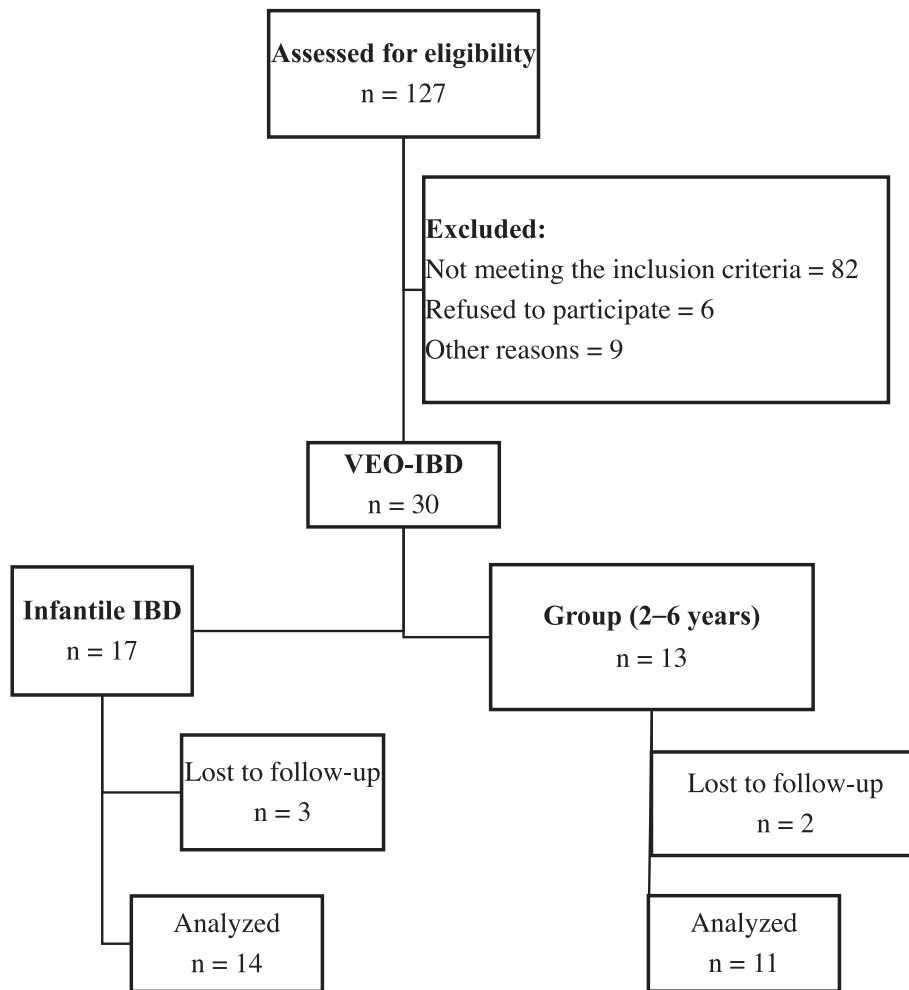 Assessed for eligibility
n = 127
Excluded:
Not meeting the inclusion criteria = 82
Refused to participate = 6
Other reasons = 9
VEO-IBD
n = 30
Infantile IBD
n = 17
Group (2–6 years)
n = 13
Lost to follow-up
n = 3
Lost to follow-up
n = 2
Analyzed
n = 14
Analyzed
n = 11